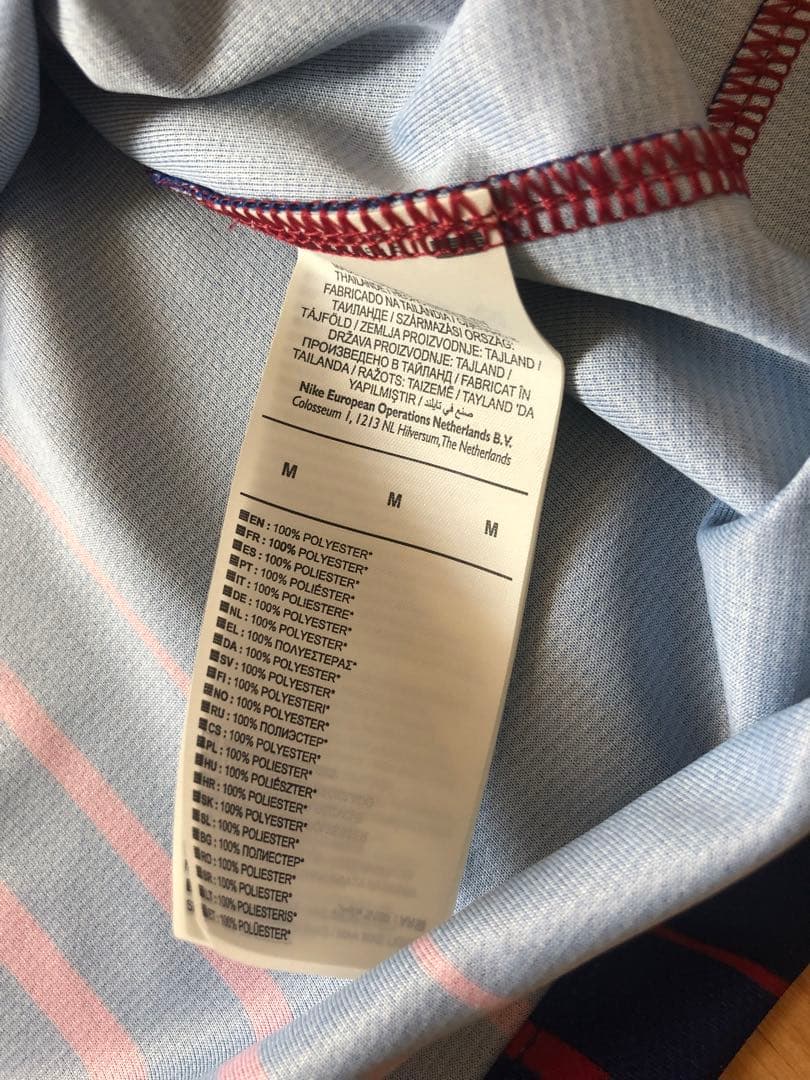 FABRICADO NA TAILÂNDIA /
ТАИЛАНДЕ / SZÁRMAZÁSI ORSZÁG:
TÁJFÖLD / ZEMLJA PROIZVODNJE: TAJLAND /
DRŽAVA PROIZVODNJE: TAJLAND /
ПРОИЗВЕДЕНО В ТАЙЛАНД / FABRICAT ÎN
TAILANDA / RAŽOTS: TAIZEMĒ / TAYLAND 'DA
YAPILMIŞTIR / صنع في تايلند
Nike European Operations Netherlands B.V.
Colosseum 1, 1213 NL Hilversum, The Netherlands
M M M
EN : 100% POLYESTER*
FR : 100% POLYESTER*
ES : 100% POLIESTER*
PT : 100% POLIÉSTER*
IT : 100% POLIESTERE*
DE : 100% POLYESTER*
NL : 100% POLYESTER*
EL : 100% ΠΟΛΥΕΣΤΕΡΑΣ*
DA : 100% POLYESTER*
SV : 100% POLYESTER*
FI : 100% POLYESTERI*
NO : 100% POLYESTER*
RU : 100% ПОЛИЭСТЕР*
CS : 100% POLYESTER*
PL : 100% POLIESTER*
HU : 100% POLIÉSZTER*
HR : 100% POLIESTER*
SK : 100% POLYESTER*
SL : 100% POLIESTER*
BG : 100% ПОЛИЕСТЕР*
RO : 100% POLIESTER*
SR : 100% POLIESTER*
LT : 100% POLIESTERIS*
100% POLÜESTER*